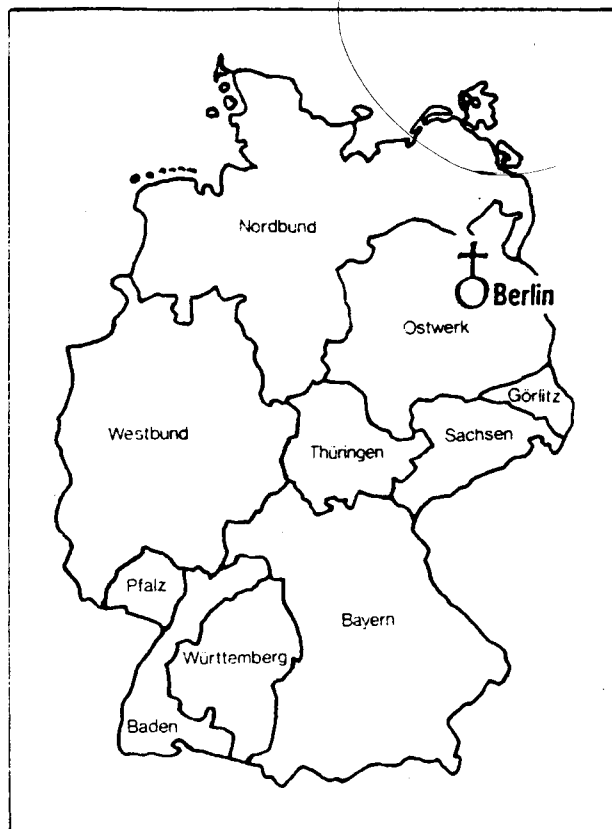 Nordbund
Berlin
Ostwerk
Görlitz
Westbund
Sachsen
Thüringen
Pfalz
Bayern
Württemberg
Baden